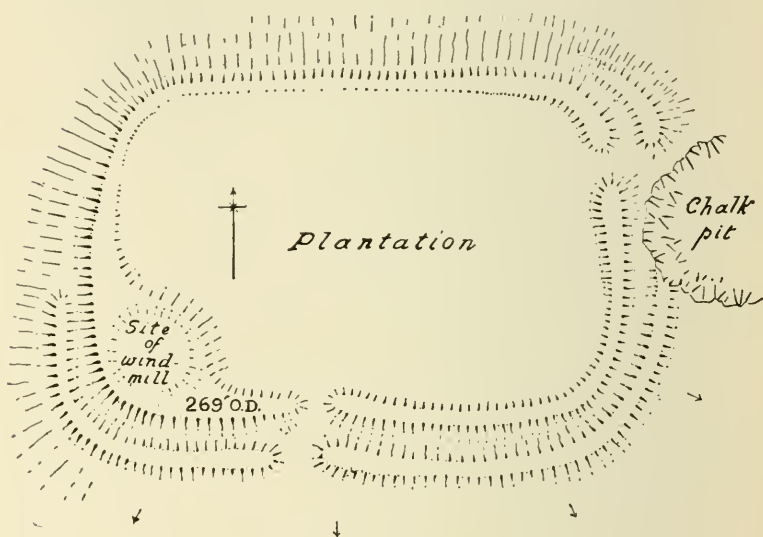 Plantation
Chalk
pit
Site
of
wind-
mill
269' O.D.